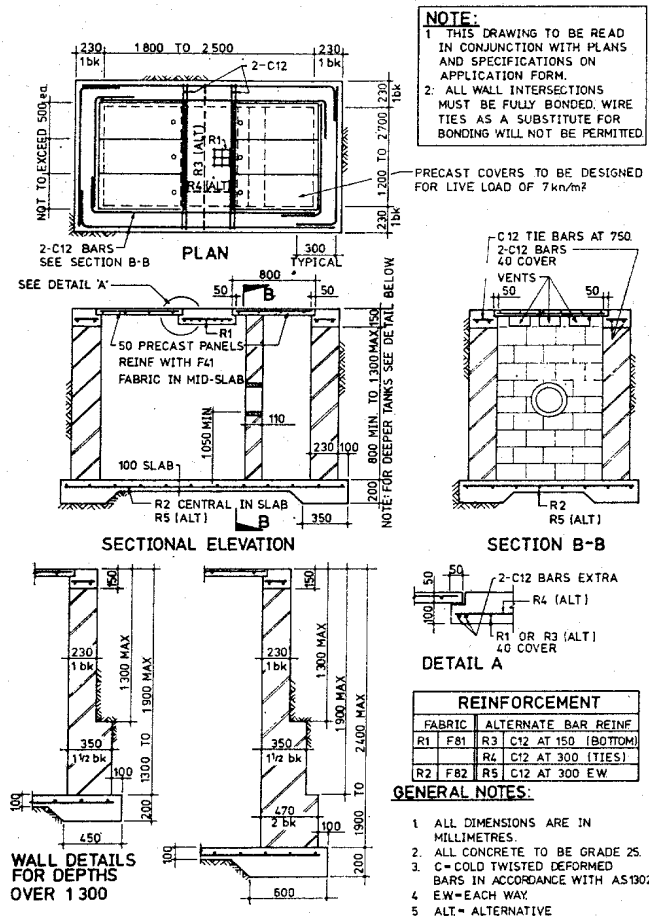 230
1800 TO 2500
230
1 bk
2-C12
1 bk
NOT TO EXCEED 500 ea.
R1
R3 (ALT)
R4 (ALT)
230
1bk
1200 TO 2700
230
1bk
2-C12 BARS
SEE SECTION B-B
PLAN
300
TYPICAL
NOTE:
1 THIS DRAWING TO BE READ
IN CONJUNCTION WITH PLANS
AND SPECIFICATIONS ON
APPLICATION FORM.
2: ALL WALL INTERSECTIONS
MUST BE FULLY BONDED. WIRE
TIES AS A SUBSTITUTE FOR
BONDING WILL NOT BE PERMITTED
PRECAST COVERS TO BE DESIGNED
FOR LIVE LOAD OF 7kn/m²
SEE DETAIL 'A'
800
50
B
50
R1
50 PRECAST PANELS
REINF WITH F41
FABRIC IN MID-SLAB
1050 MIN
110
230
100
100 SLAB
R2 CENTRAL IN SLAB
R5 (ALT)
B
350
150
800 MIN. TO 1300 MAX
200
NOTE: FOR DEEPER TANKS SEE DETAIL BELOW
SECTIONAL ELEVATION
C12 TIE BARS AT 750.
2-C12 BARS
40 COVER
VENTS
50
50
R2
R5 (ALT)
SECTION B-B
150
230
1 bk
1300 MAX
350
1½ bk
100
1300 TO 1900 MAX
100
200
450
WALL DETAILS
FOR DEPTHS
OVER 1300
150
230
1 bk
1300 MAX
350
1½ bk
1900 MAX
470
2 bk
100
1900 TO 2400 MAX
100
200
600
50
50
100
2-C12 BARS EXTRA
R4 (ALT)
R1 OR R3 (ALT)
40 COVER
DETAIL A
REINFORCEMENT
FABRIC ALTERNATE BAR REINF
R1 F81 R3 C12 AT 150 (BOTTOM)
R4 C12 AT 300 (TIES)
R2 F82 R5 C12 AT 300 EW
GENERAL NOTES:
1 ALL DIMENSIONS ARE IN
MILLIMETRES.
2. ALL CONCRETE TO BE GRADE 25.
3. C=COLD TWISTED DEFORMED
BARS IN ACCORDANCE WITH AS1302
4 EW=EACH WAY.
5 ALT= ALTERNATIVE